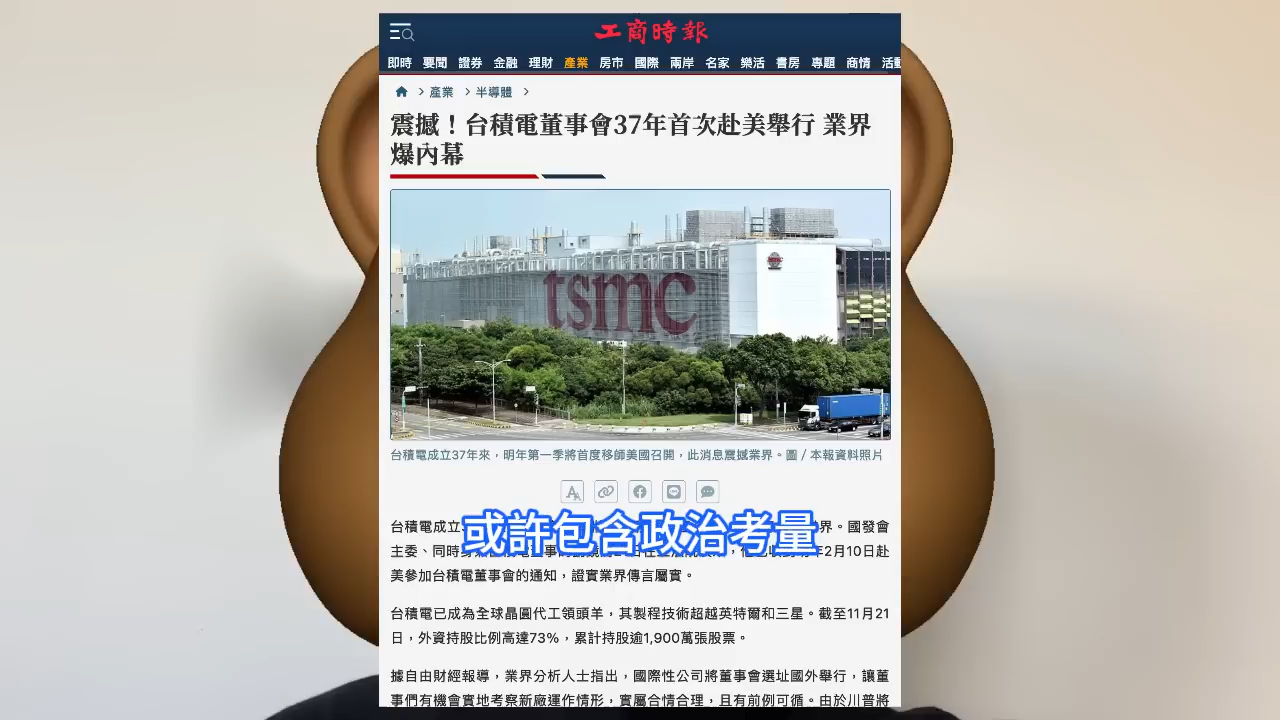 工商時報
即時 要聞 證券 金融 理財 產業 房市 國際 兩岸 名家 樂活 書房 專題 商情 活動
產業 > 半導體 >
震撼！台積電董事會37年首次赴美舉行 業界
爆內幕
tsmc
台積電成立37年來，明年第一季將首度移師美國召開，此消息震撼業界。圖／本報資料照片
或許包含政治考量
台積電成立
界。國發會
主委、同時
年2月10日赴
美參加台積電董事會的通知，證實業界傳言屬實。
台積電已成為全球晶圓代工領頭羊，其製程技術超越英特爾和三星。截至11月21
日，外資持股比例高達73%，累計持股逾1,900萬張股票。
據自由財經報導，業界分析人士指出，國際性公司將董事會選址國外舉行，讓董
事們有機會實地考察新廠運作情形，實屬合情合理，且有前例可循。由於川普將